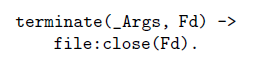 terminate(_Args, Fd) ->
    file:close(Fd).